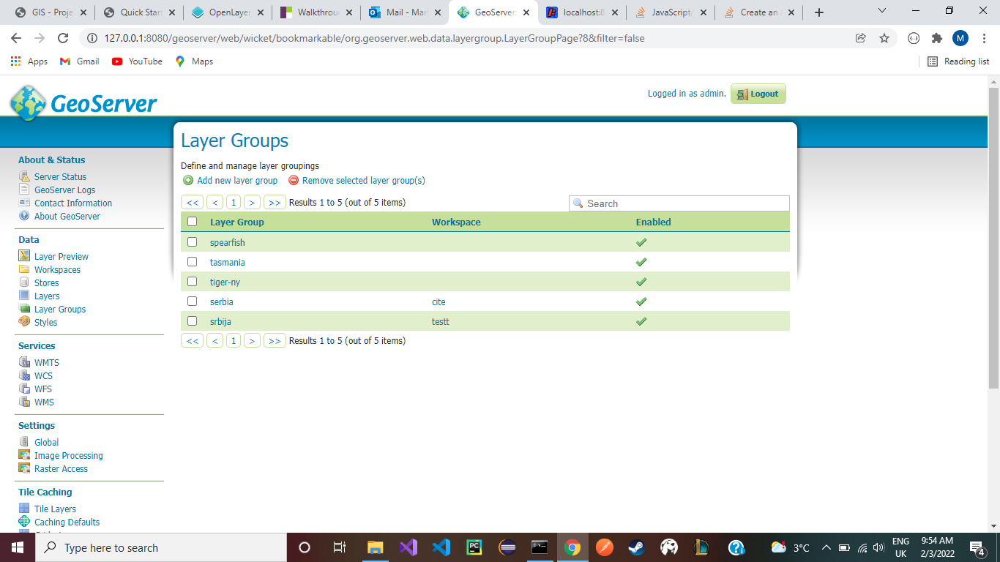 GIS - Proje
Quick Start
OpenLayer
Walkthrou
Mail - Mar
GeoServer:
localhost:8
JavaScript/
Create an
127.0.0.1:8080/geoserver/web/wicket/bookmarkable/org.geoserver.web.data.layergroup.LayerGroupPage?8&filter=false
M
Apps
Gmail
YouTube
Maps
Reading list
GeoServer
Logged in as admin.
Logout
About & Status
Server Status
GeoServer Logs
Contact Information
About GeoServer
Data
Layer Preview
Workspaces
Stores
Layers
Layer Groups
Styles
Services
WMTS
WCS
WFS
WMS
Settings
Global
Image Processing
Raster Access
Tile Caching
Tile Layers
Caching Defaults
Layer Groups
Define and manage layer groupings
Add new layer group
Remove selected layer group(s)
<< < 1 > >> Results 1 to 5 (out of 5 items)
Search
Layer Group Workspace Enabled
spearfish
tasmania
tiger-ny
serbia cite
srbija testt
<< < 1 > >> Results 1 to 5 (out of 5 items)
Type here to search
PC
3°C
ENG
UK
9:54 AM
2/3/2022
4